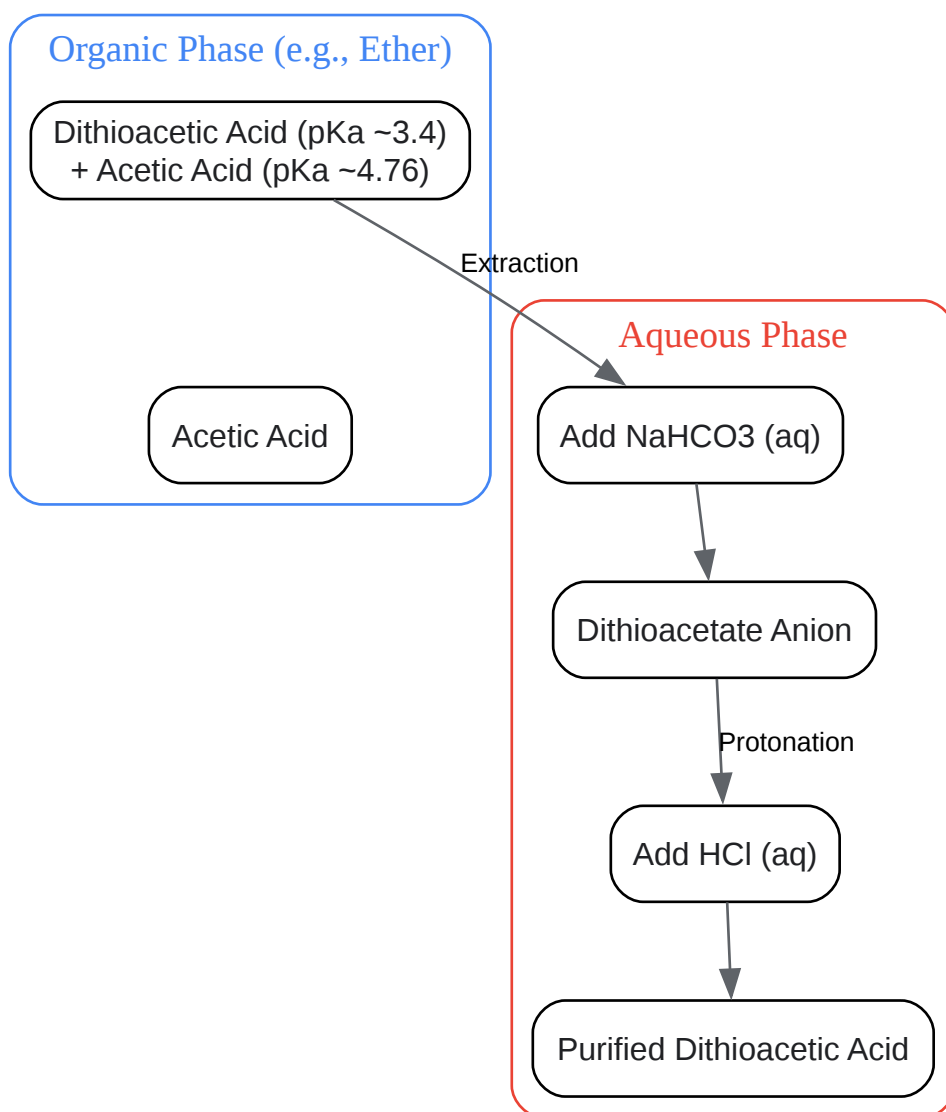 Organic Phase (e.g., Ether)
Dithioacetic Acid (pKa ~3.4)
+ Acetic Acid (pKa ~4.76)
Extraction
Aqueous Phase
Acetic Acid
Add NaHCO3 (aq)
Dithioacetate Anion
Protonation
Add HCl (aq)
Purified Dithioacetic Acid